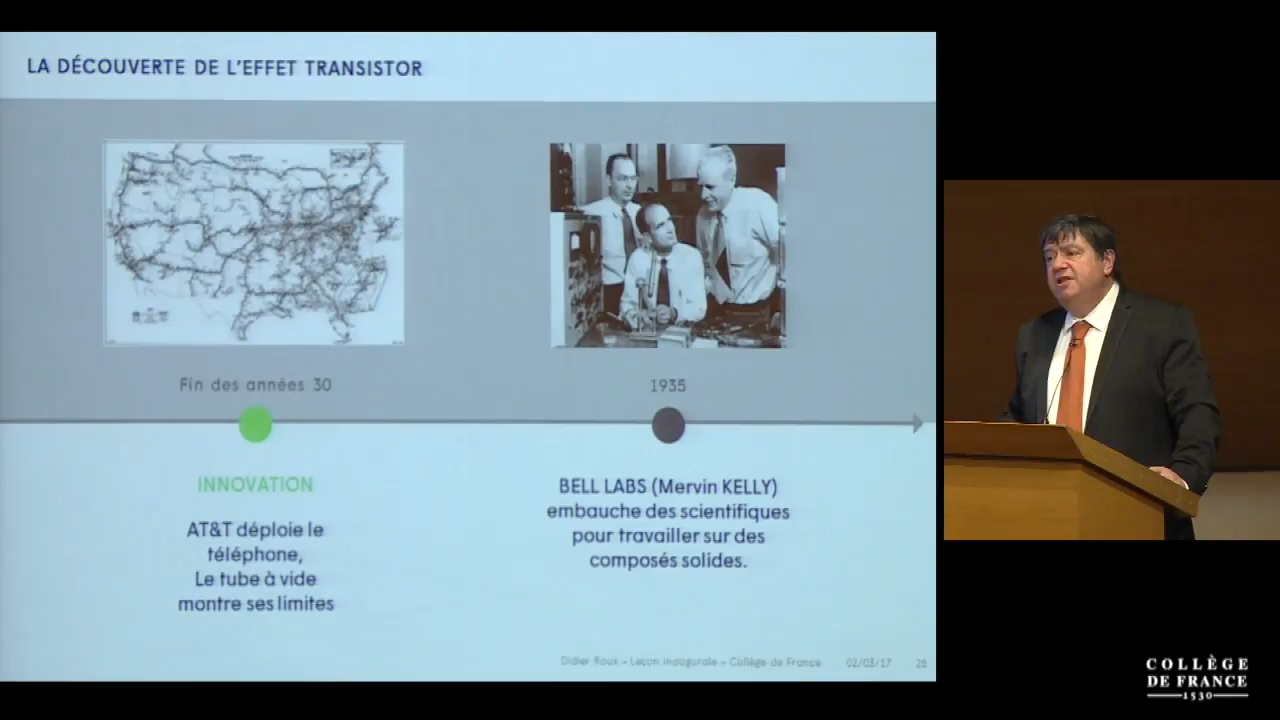 LA DÉCOUVERTE DE L'EFFET TRANSISTOR
Fin des années 30
INNOVATION
AT&T déploie le
téléphone,
Le tube à vide
montre ses limites
1935
BELL LABS (Mervin KELLY)
embauche des scientifiques
pour travailler sur des
composés solides.
Didier Roux - Leçon inaugurale - Collège de France 02/03/17 28
COLLÈGE
DE FRANCE
1530